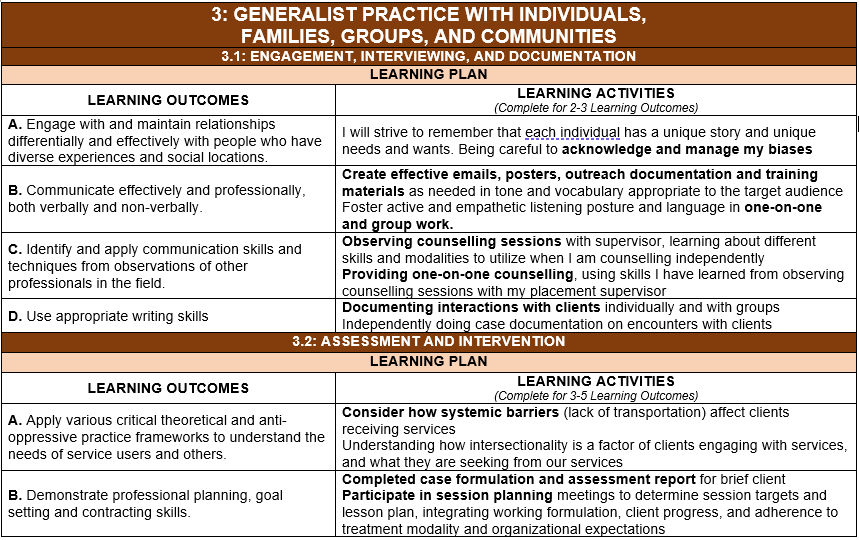 3: GENERALIST PRACTICE WITH INDIVIDUALS,
FAMILIES, GROUPS, AND COMMUNITIES
3.1: ENGAGEMENT, INTERVIEWING, AND DOCUMENTATION
LEARNING PLAN
LEARNING OUTCOMES
LEARNING ACTIVITIES
(Complete for 2-3 Learning Outcomes)
A. Engage with and maintain relationships
differentially and effectively with people who have
diverse experiences and social locations.
I will strive to remember that each individual has a unique story and unique
needs and wants. Being careful to acknowledge and manage my biases
B. Communicate effectively and professionally,
both verbally and non-verbally.
Create effective emails, posters, outreach documentation and training
materials as needed in tone and vocabulary appropriate to the target audience
Foster active and empathetic listening posture and language in one-on-one
and group work.
C. Identify and apply communication skills and
techniques from observations of other
professionals in the field.
Observing counselling sessions with supervisor, learning about different
skills and modalities to utilize when I am counselling independently
Providing one-on-one counselling, using skills I have learned from observing
counselling sessions with my placement supervisor
D. Use appropriate writing skills
Documenting interactions with clients individually and with groups
Independently doing case documentation on encounters with clients
3.2: ASSESSMENT AND INTERVENTION
LEARNING PLAN
LEARNING OUTCOMES
LEARNING ACTIVITIES
(Complete for 3-5 Learning Outcomes)
A. Apply various critical theoretical and anti-
oppressive practice frameworks to understand the
needs of service users and others.
Consider how systemic barriers (lack of transportation) affect clients
receiving services
Understanding how intersectionality is a factor of clients engaging with services,
and what they are seeking from our services
B. Demonstrate professional planning, goal
setting and contracting skills.
Completed case formulation and assessment report for brief client
Participate in session planning meetings to determine session targets and
lesson plan, integrating working formulation, client progress, and adherence to
treatment modality and organizational expectations